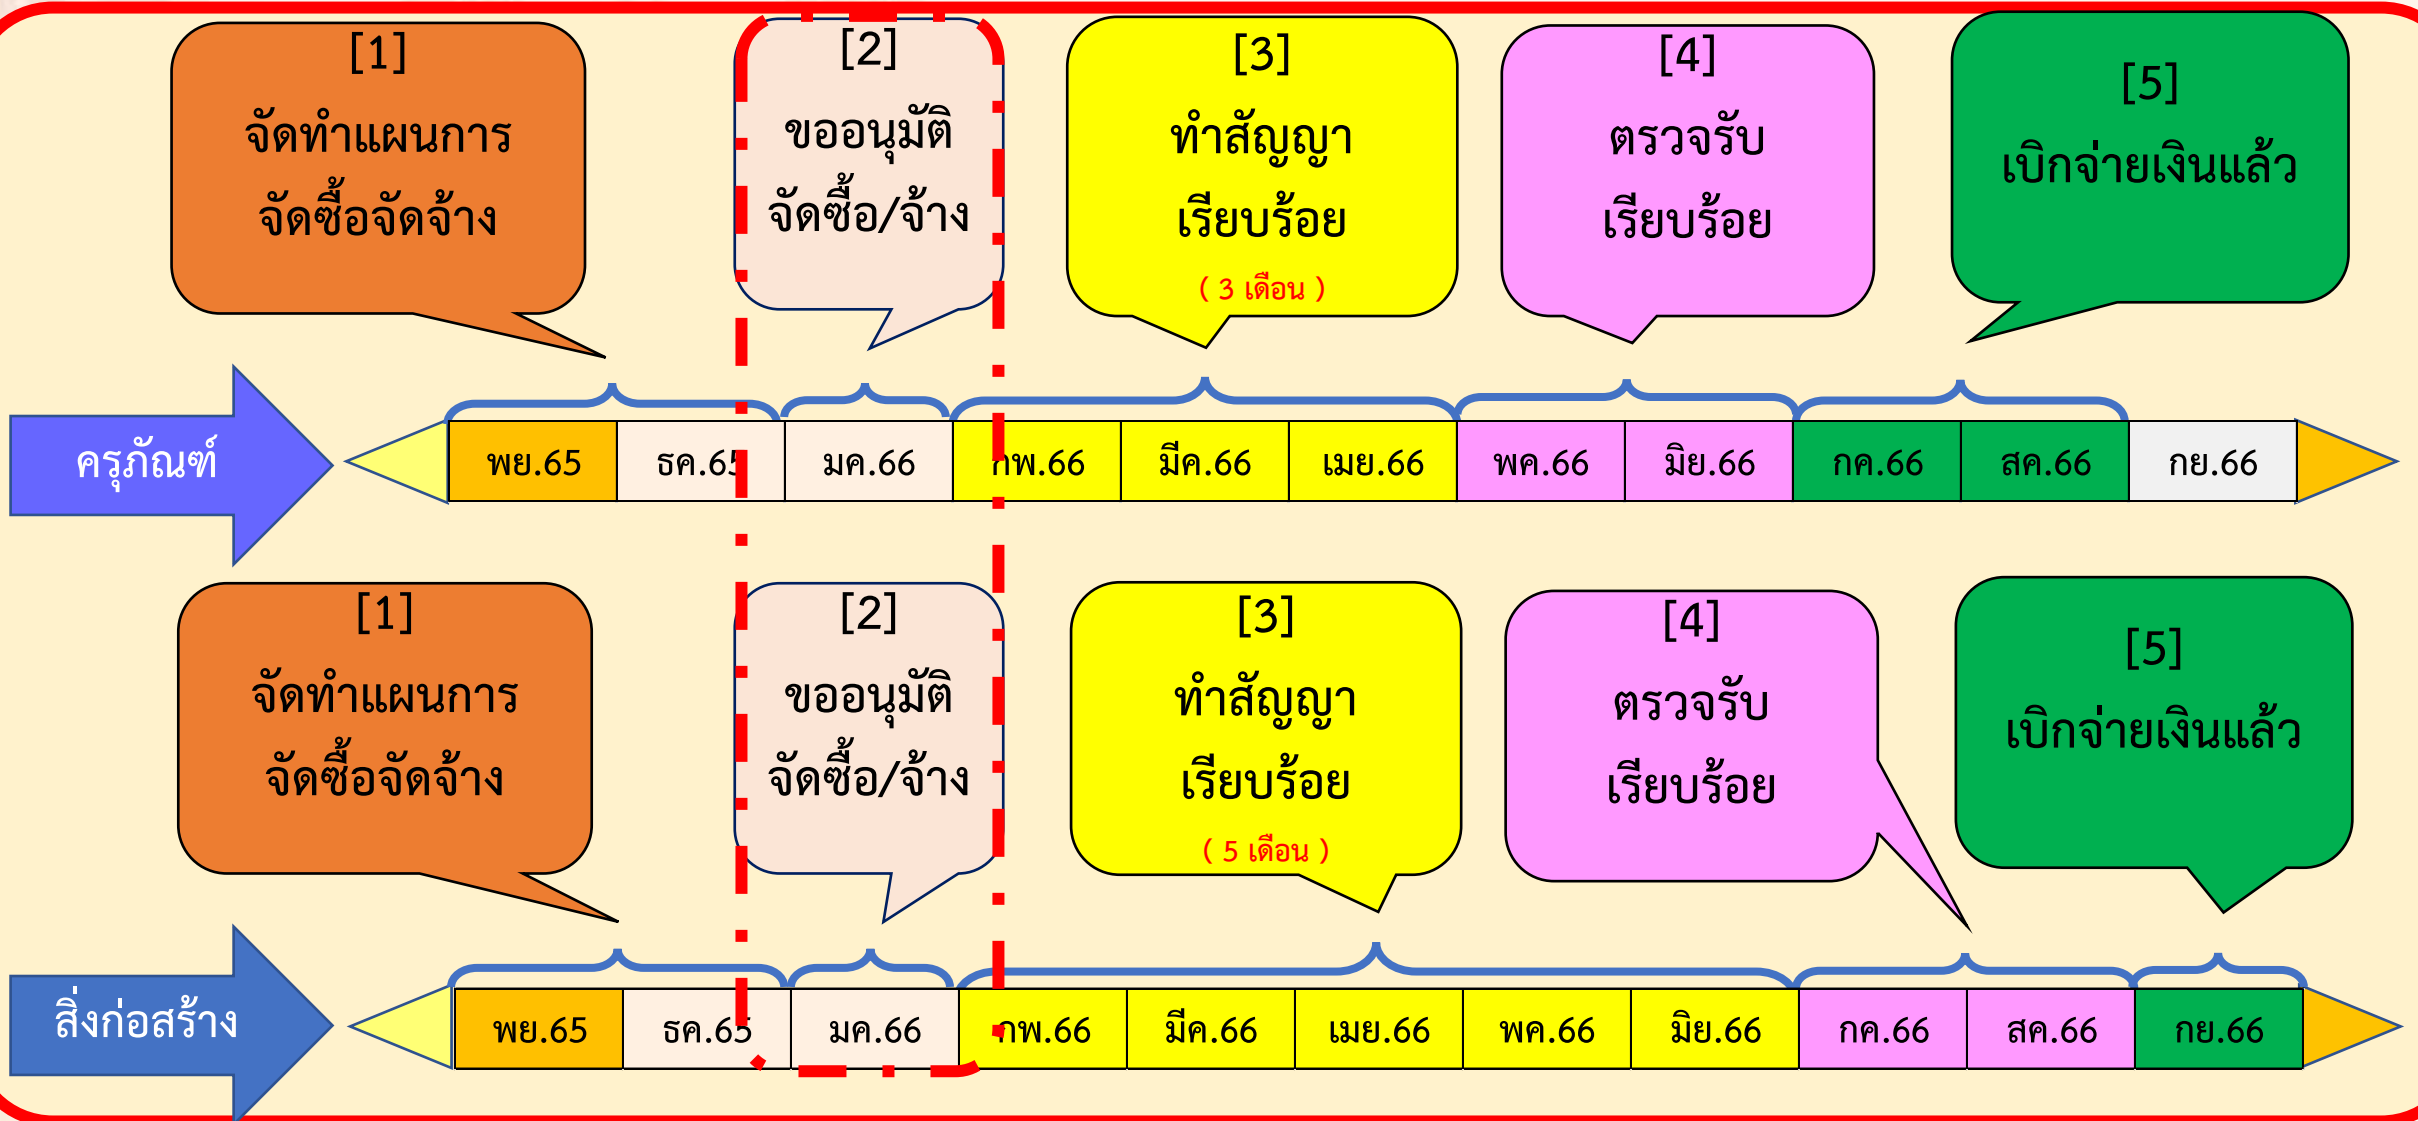 [1]
จัดทำแผนการ
จัดซื้อจัดจ้าง
[2]
ขออนุมัติ
จัดซื้อ/จ้าง
[3]
ทำสัญญา
เรียบร้อย
( 3 เดือน )
[4]
ตรวจรับ
เรียบร้อย
[5]
เบิกจ่ายเงินแล้ว
ครุภัณฑ์
พย.65 ธค.65 มค.66 กพ.66 มีค.66 เมย.66 พค.66 มิย.66 กค.66 สค.66 กย.66
[1]
จัดทำแผนการ
จัดซื้อจัดจ้าง
[2]
ขออนุมัติ
จัดซื้อ/จ้าง
[3]
ทำสัญญา
เรียบร้อย
( 5 เดือน )
[4]
ตรวจรับ
เรียบร้อย
[5]
เบิกจ่ายเงินแล้ว
สิ่งก่อสร้าง
พย.65 ธค.65 มค.66 กพ.66 มีค.66 เมย.66 พค.66 มิย.66 กค.66 สค.66 กย.66